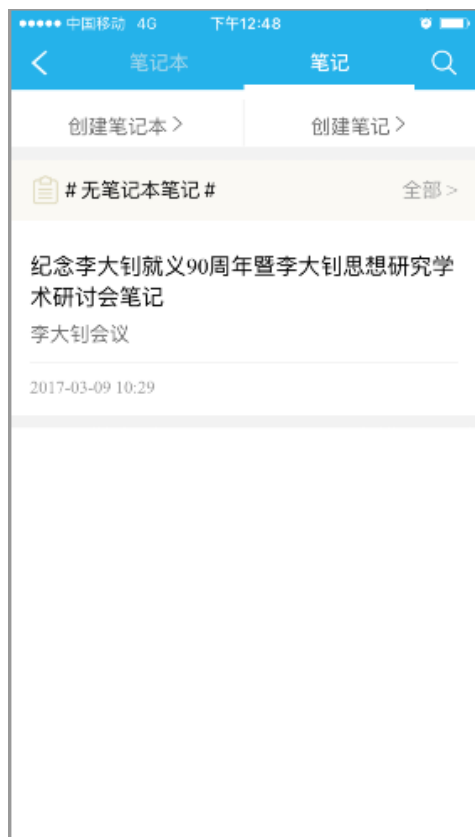 中国移动 4G 下午12:48
笔记本 笔记
创建笔记本> 创建笔记>
#无笔记本笔记# 全部>
纪念李大钊就义90周年暨李大钊思想研究学
术研讨会笔记
李大钊会议
2017-03-09 10:29